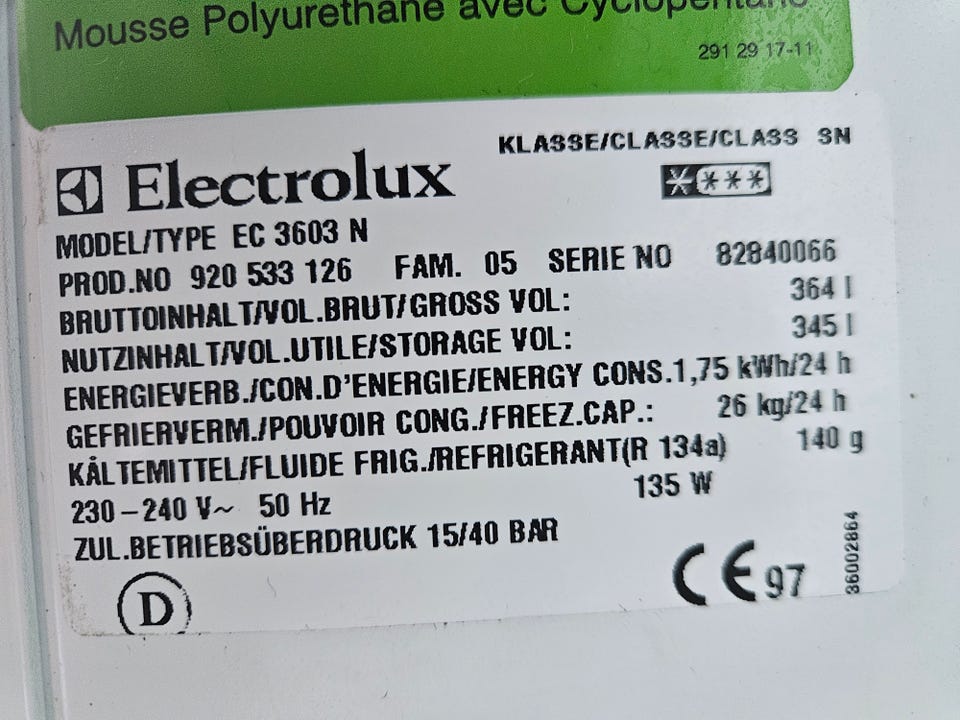 Mousse Polyurethane avec Cyclopentane
291 29 17-11
KLASSE/CLASSE/CLASS SN
Electrolux
****
MODEL/TYPE EC 3603 N
PROD.NO 920 533 126 FAM. 05 SERIE NO 82840066
BRUTTOINHALT/VOL.BRUT/GROSS VOL: 364 l
NUTZINHALT/VOL.UTILE/STORAGE VOL: 345 l
ENERGIEVERB./CON.D'ENERGIE/ENERGY CONS. 1,75 kWh/24 h
GEFRIERVERM./POUVOIR CONG./FREEZ.CAP.: 26 kg/24 h
KÅLTEMITTEL/FLUIDE FRIG./REFRIGERANT(R 134a) 140 g
230-240 V~ 50 Hz 135 W
ZUL.BETRIEBSÜBERDRUCK 15/40 BAR
D
CE 97
36002864